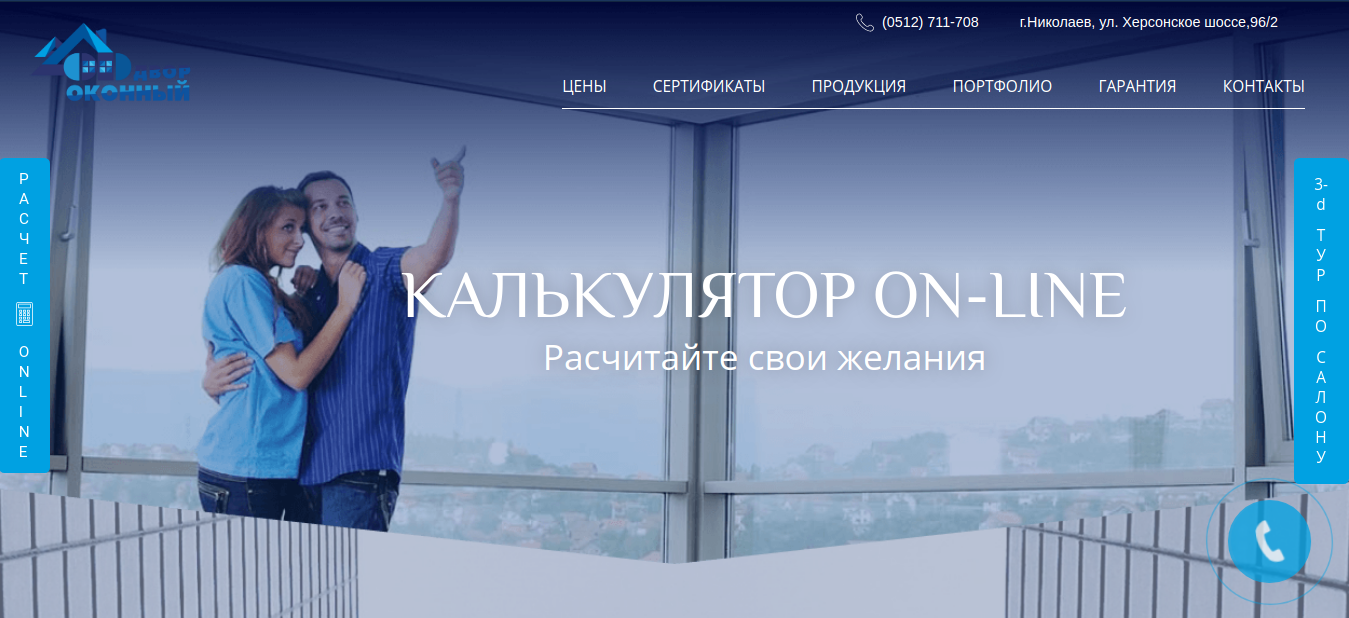 (0512) 711-708
г.Николаев, ул. Херсонское шоссе,96/2
ОКОННЫЙ
ЦЕНЫ
СЕРТИФИКАТЫ
ПРОДУКЦИЯ
ПОРТФОЛИО
ГАРАНТИЯ
КОНТАКТЫ
РАСЧЕТ ONLINE
3-d ТУР ПО САЛОНУ
КАЛЬКУЛЯТОР ON-LINE
Расчитайте свои желания